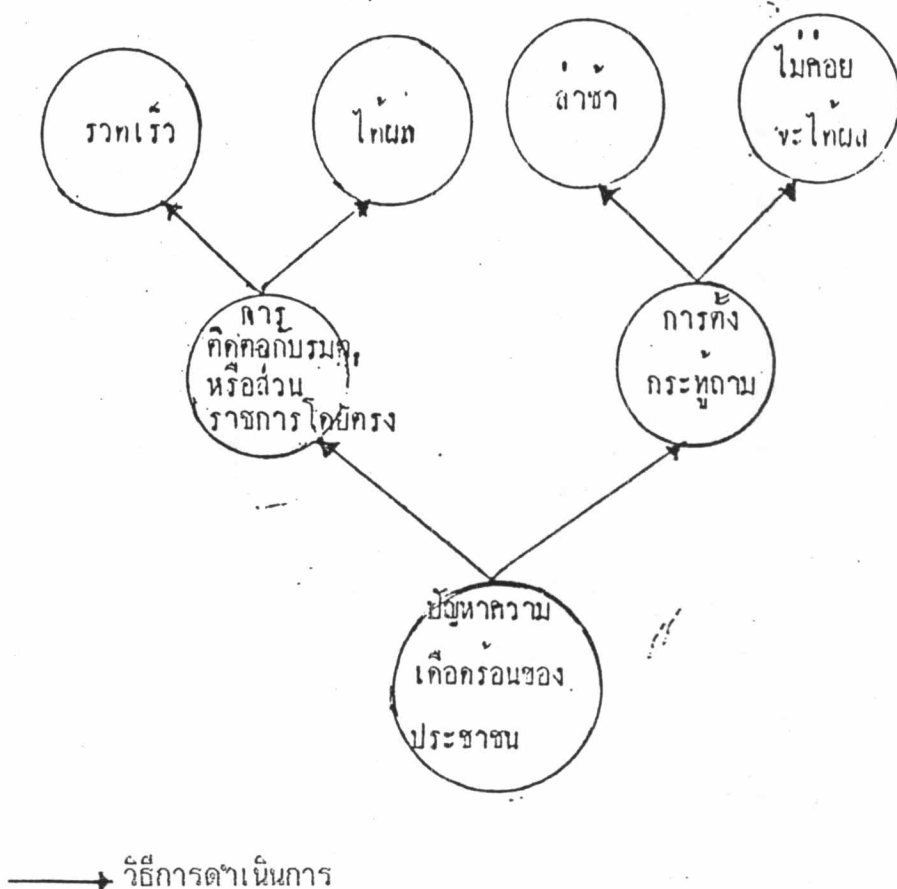 รวดเร็ว
ได้ผล
ล่าช้า
ไม่ค่อย
จะได้ผล
การ
ติดต่อกับรมต,
หรือส่วน
ราชการโดยตรง
การตั้ง
กระทู้ถาม
ปัญหาความ
เดือดร้อนของ
ประชาชน
วิธีการดำเนินการ